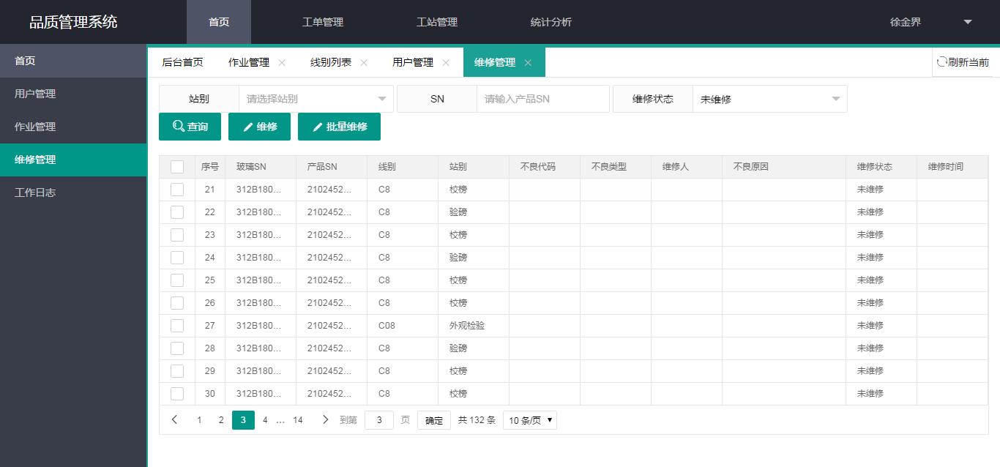 品质管理系统 首页 工单管理 工站管理 统计分析 徐金界
首页
用户管理
作业管理
维修管理
工作日志
后台首页 作业管理 线别列表 用户管理 维修管理 刷新当前
站别 请选择站别 SN 请输入产品SN 维修状态 未维修
查询 维修 批量维修
序号 玻璃SN 产品SN 线别 站别 不良代码 不良类型 维修人 不良原因 维修状态 维修时间
21 312B180... 2102452... C8 校榜 未维修
22 312B180... 2102452... C8 验磅 未维修
23 312B180... 2102452... C8 校榜 未维修
24 312B180... 2102452... C8 验磅 未维修
25 312B180... 2102452... C8 校榜 未维修
26 312B180... 2102452... C8 校榜 未维修
27 312B180... 2102452... C08 外观检验 未维修
28 312B180... 2102452... C8 验磅 未维修
29 312B180... 2102452... C8 校榜 未维修
30 312B180... 2102452... C8 校榜 未维修
1 2 3 4 ... 14 到第 3 页 确定 共 132 条 10 条/页